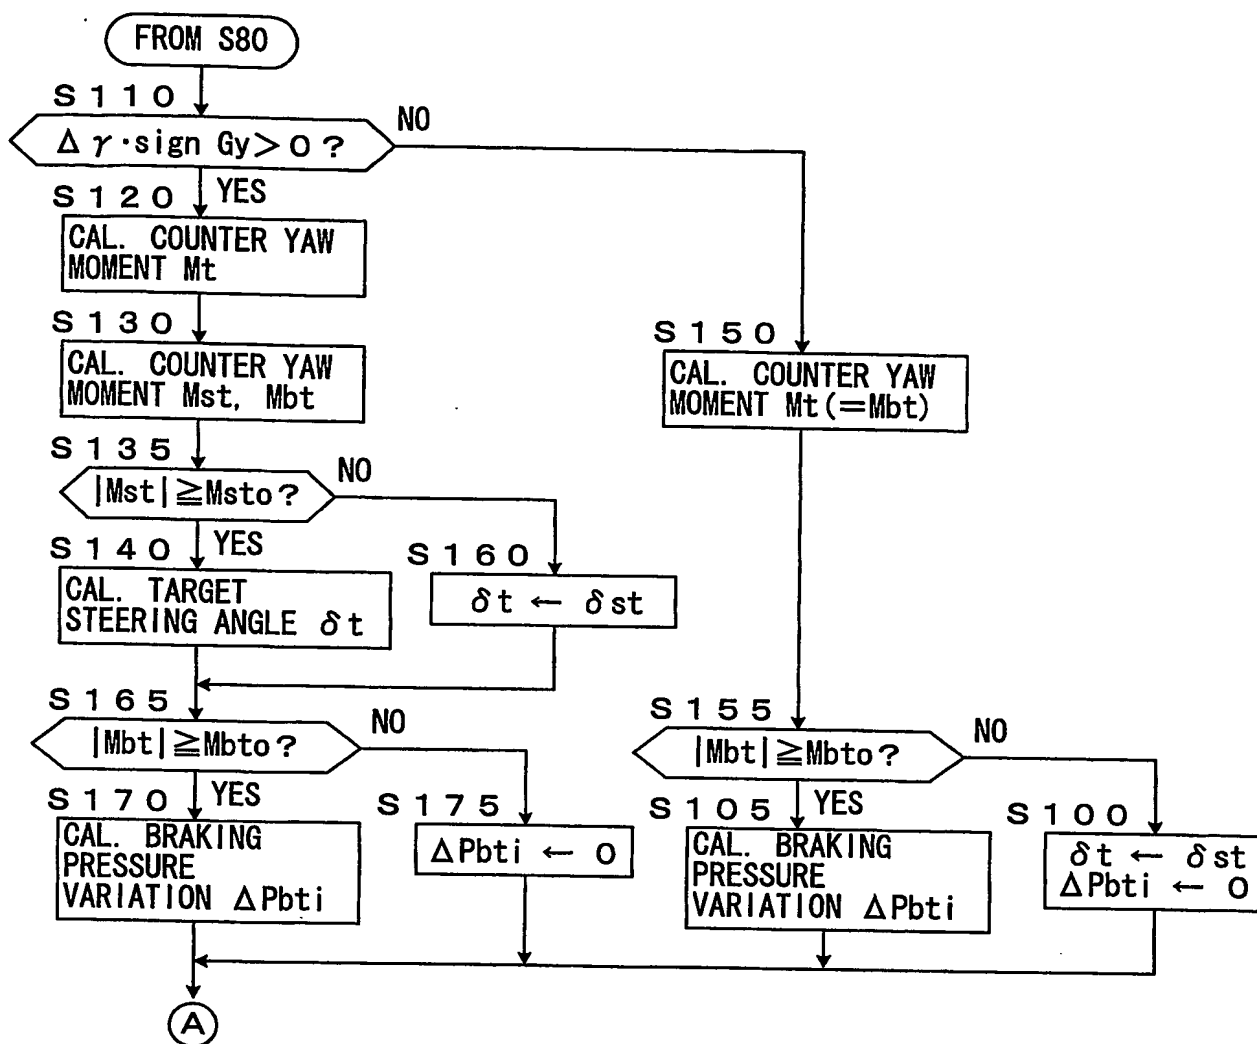 FROM S80
S110
Δγ·sign Gy>0?
NO
YES
S120
CAL. COUNTER YAW
MOMENT Mt
S130
CAL. COUNTER YAW
MOMENT Mst, Mbt
S150
CAL. COUNTER YAW
MOMENT Mt(=Mbt)
S135
|Mst|≧Msto?
NO
YES
S140
CAL. TARGET
STEERING ANGLE δt
S160
δt ← δst
S165
|Mbt|≧Mbto?
NO
YES
S155
|Mbt|≧Mbto?
NO
YES
S170
CAL. BRAKING
PRESSURE
VARIATION ΔPbti
S175
ΔPbti ← 0
S105
CAL. BRAKING
PRESSURE
VARIATION ΔPbti
S100
δt ← δst
ΔPbti ← 0
A